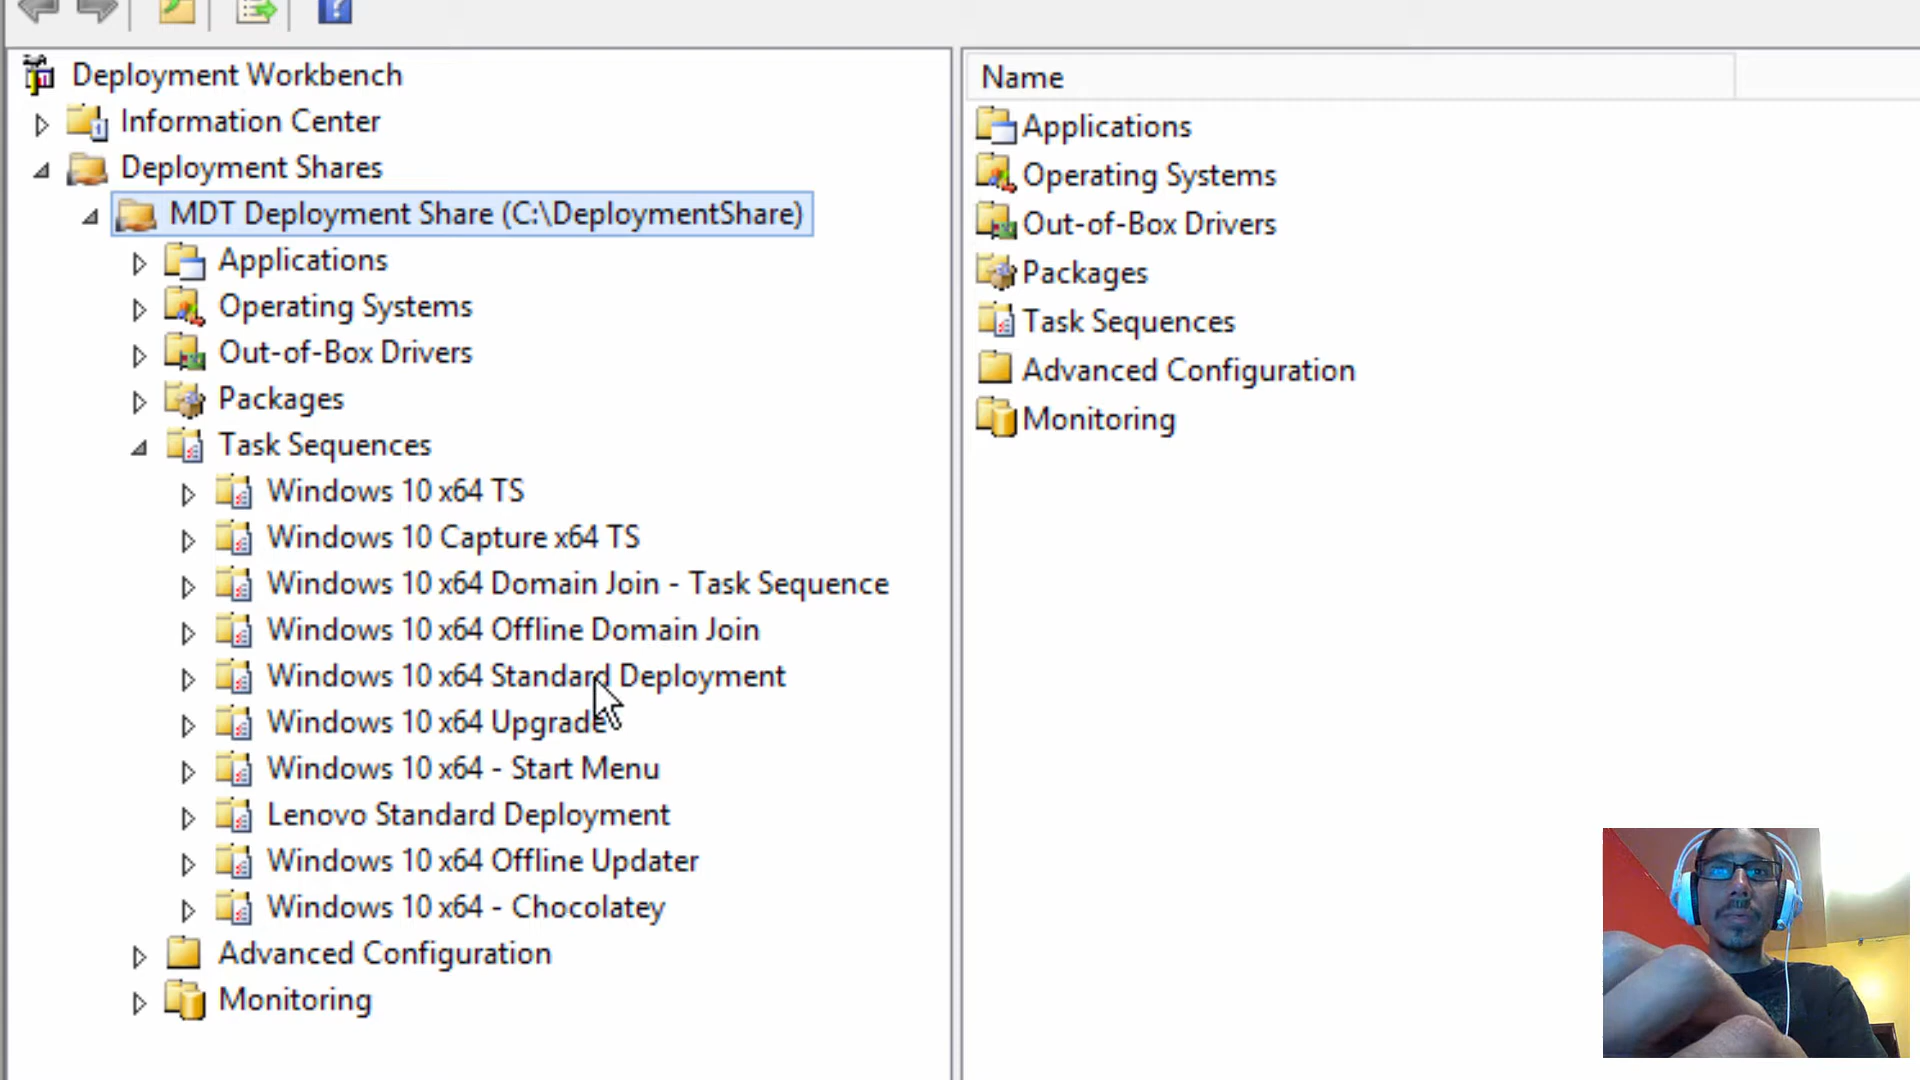 Deployment Workbench
Information Center
Deployment Shares
MDT Deployment Share (C:\DeploymentShare)
Applications
Operating Systems
Out-of-Box Drivers
Packages
Task Sequences
Windows 10 x64 TS
Windows 10 Capture x64 TS
Windows 10 x64 Domain Join - Task Sequence
Windows 10 x64 Offline Domain Join
Windows 10 x64 Standard Deployment
Windows 10 x64 Upgrade
Windows 10 x64 - Start Menu
Lenovo Standard Deployment
Windows 10 x64 Offline Updater
Windows 10 x64 - Chocolatey
Advanced Configuration
Monitoring
Name
Applications
Operating Systems
Out-of-Box Drivers
Packages
Task Sequences
Advanced Configuration
Monitoring